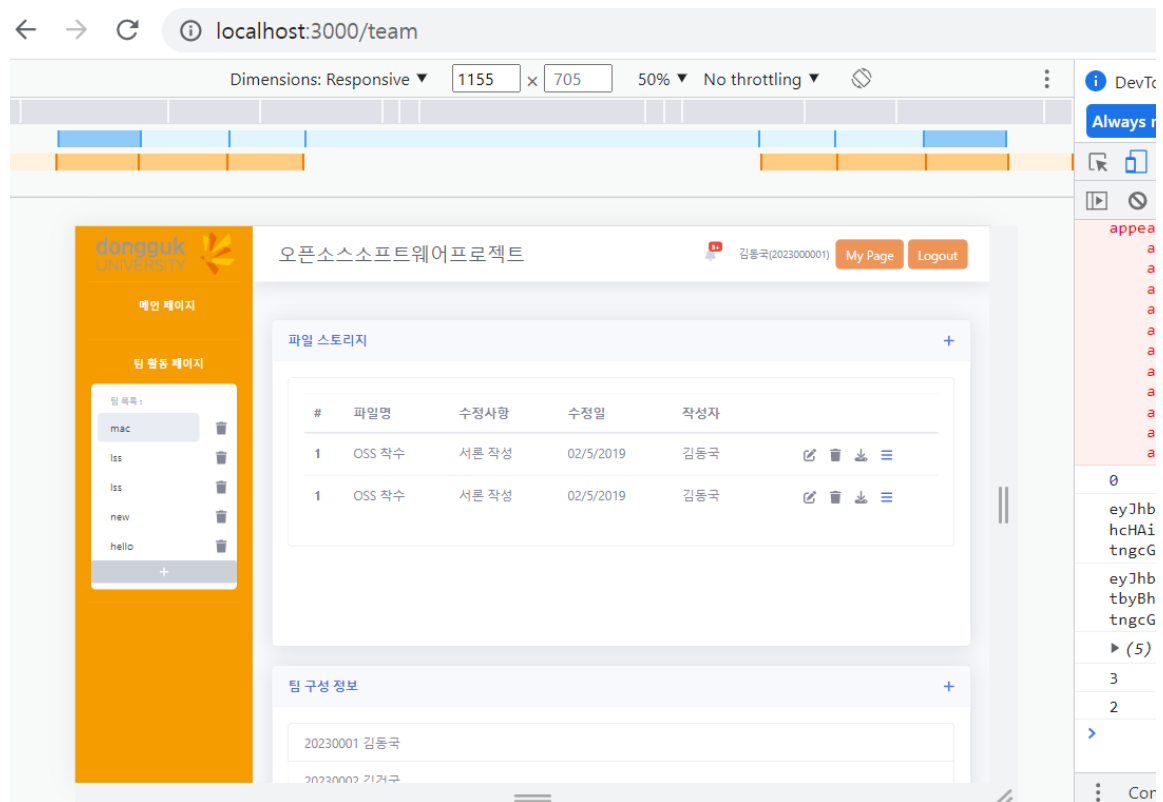 localhost:3000/team
Dimensions: Responsive ▼ 1155 × 705 50% ▼ No throttling ▼
DevTo
Always r
dongguk
UNIVERSITY
오픈소스소프트웨어프로젝트
9+
김동국(2023000001)
My Page
Logout
메인 페이지
팀 활동 페이지
팀 목록 :
mac
lss
lss
new
hello
+
파일 스토리지 +
# 파일명 수정사항 수정일 작성자
1 OSS 착수 서론 작성 02/5/2019 김동국
1 OSS 착수 서론 작성 02/5/2019 김동국
팀 구성 정보 +
20230001 김동국
20230002 김건국
appea
a
a
a
a
a
a
a
a
a
a
a
0
eyJhb
hcHAi
tngcG
eyJhb
tbyBh
tngcG
(5)
3
2
Con